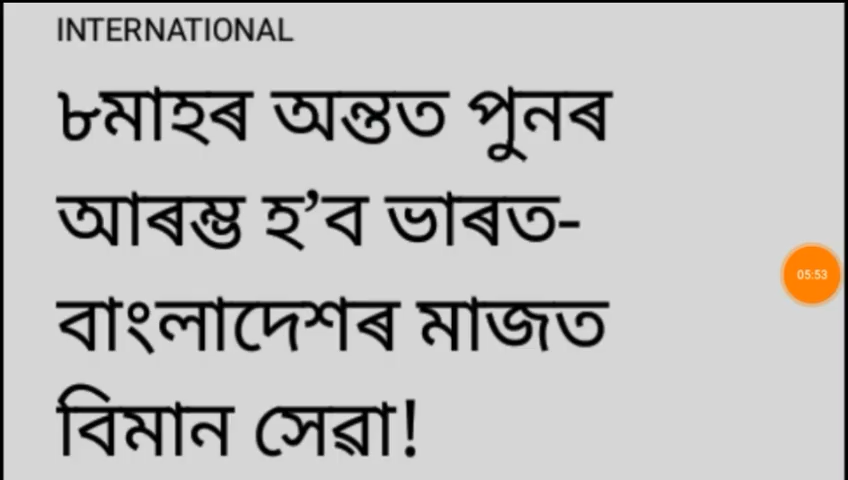 INTERNATIONAL
৮মাহৰ অন্তত পুনৰ
আৰম্ভ হ’ব ভাৰত-
বাংলাদেশৰ মাজত
বিমান সেৱা!
05:53